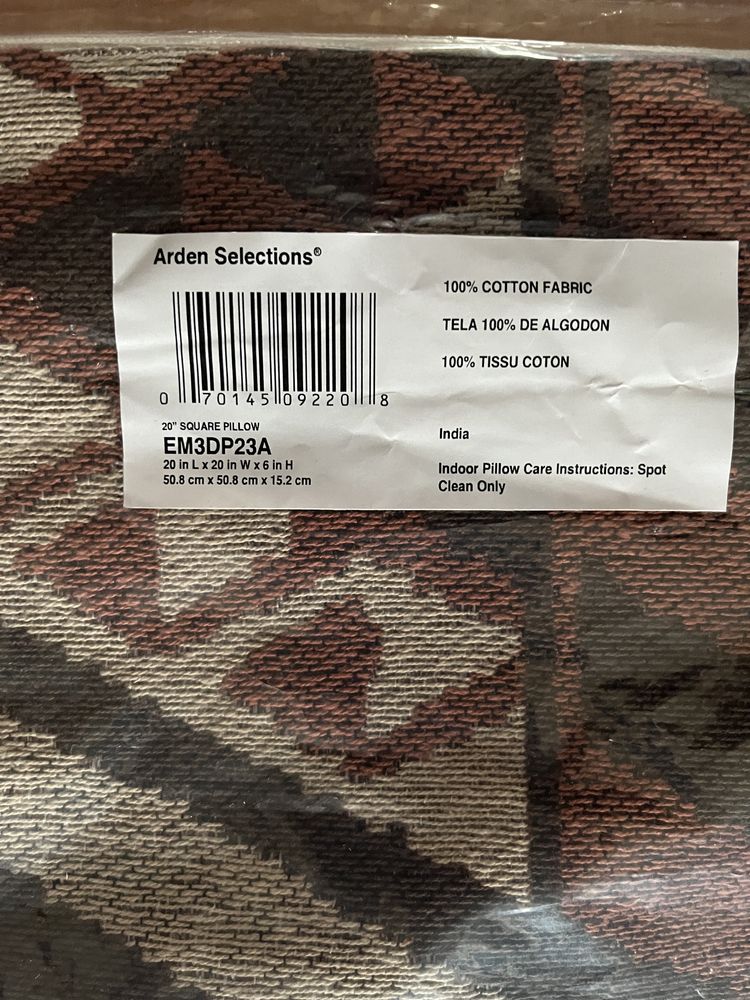 Arden Selections®
0 70145 09220 8
20" SQUARE PILLOW
EM3DP23A
20 in L x 20 in W x 6 in H
50.8 cm x 50.8 cm x 15.2 cm
100% COTTON FABRIC
TELA 100% DE ALGODON
100% TISSU COTON
India
Indoor Pillow Care Instructions: Spot
Clean Only